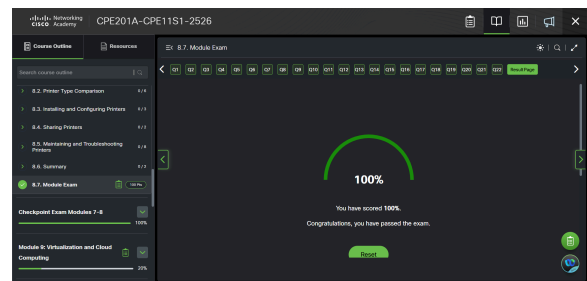 Networking
CISCO Academy
CPE201A-CPE11S1-2526
Course Outline
Resources
8.7. Module Exam
Search course outline
Q1 Q2 Q3 Q4 Q5 Q6 Q7 Q8 Q9 Q10 Q11 Q12 Q13 Q14 Q15 Q16 Q17 Q18 Q19 Q20 Q21 Q22 Result Page
8.2. Printer Type Comparison
8.3. Installing and Configuring Printers
8.4. Sharing Printers
8.5. Maintaining and Troubleshooting
Printers
8.6. Summary
8.7. Module Exam
100 Pts
Checkpoint Exam Modules 7-8
100%
Module 9: Virtualization and Cloud
Computing
20%
100%
You have scored 100%.
Congratulations, you have passed the exam.
Reset